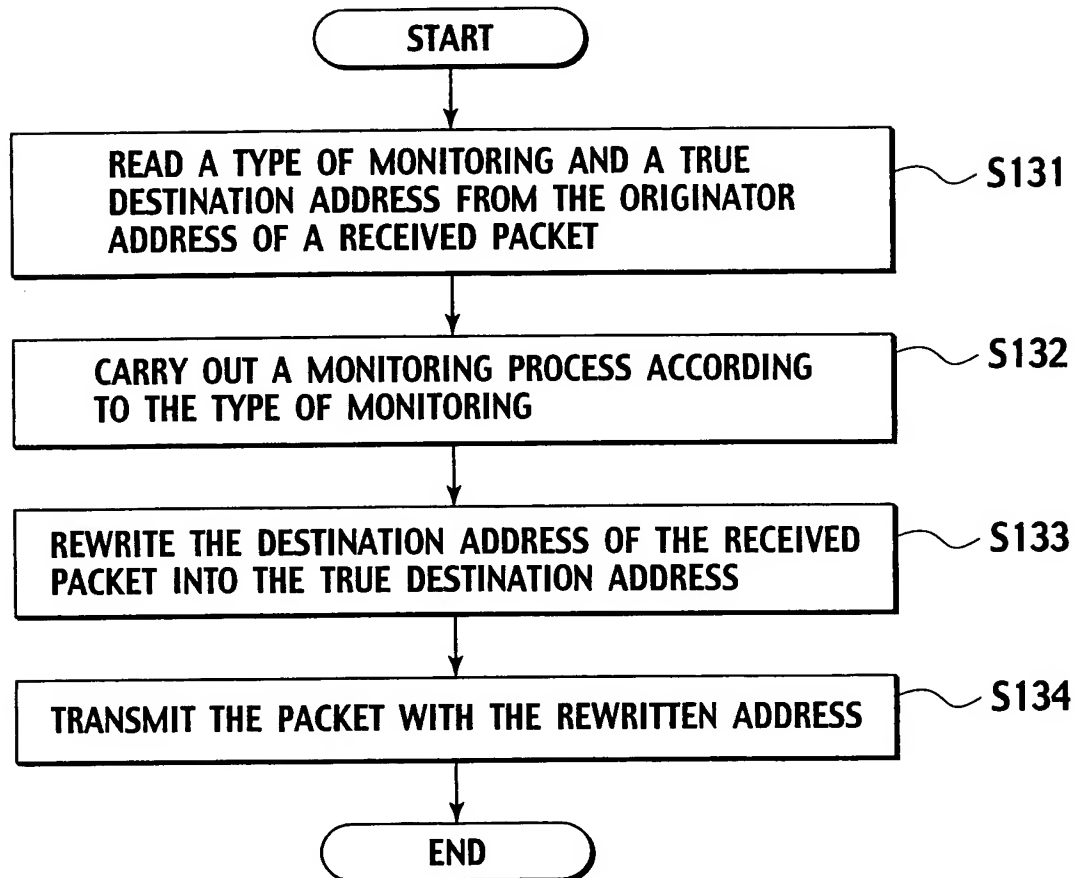 START
READ A TYPE OF MONITORING AND A TRUE
DESTINATION ADDRESS FROM THE ORIGINATOR
ADDRESS OF A RECEIVED PACKET
S131
CARRY OUT A MONITORING PROCESS ACCORDING
TO THE TYPE OF MONITORING
S132
REWRITE THE DESTINATION ADDRESS OF THE RECEIVED
PACKET INTO THE TRUE DESTINATION ADDRESS
S133
TRANSMIT THE PACKET WITH THE REWRITTEN ADDRESS
S134
END